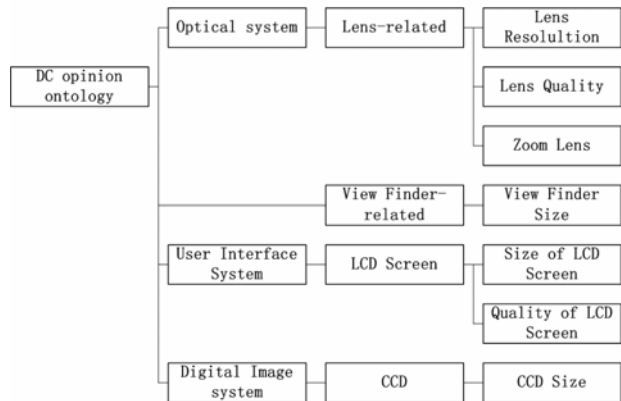 Optical system
Lens-related
Lens
Resolultion
DC opinion
ontology
Lens Quality
Zoom Lens
View Finder-
related
View Finder
Size
User Interface
System
LCD Screen
Size of LCD
Screen
Quality of LCD
Screen
Digital Image
system
CCD
CCD Size